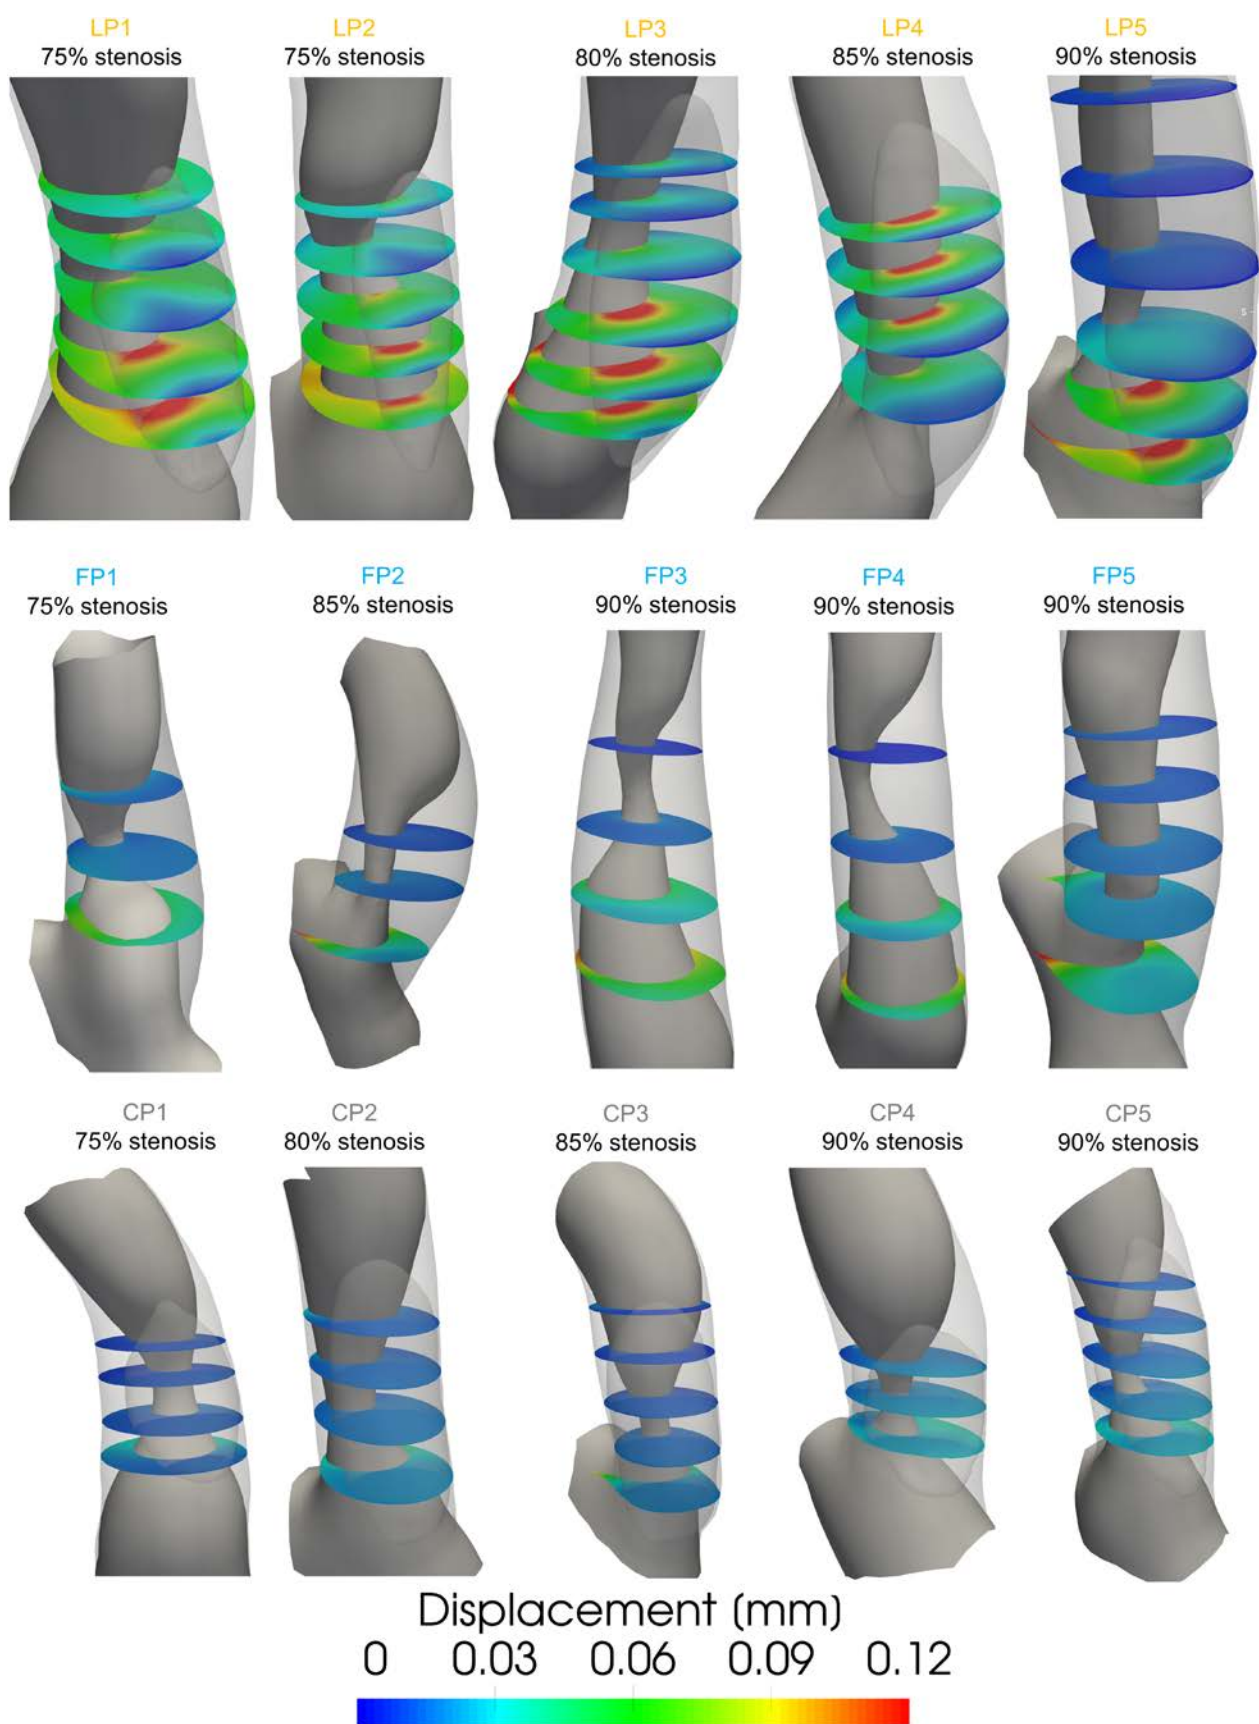 LP1 LP2 LP3 LP4 LP5
75% stenosis 75% stenosis 80% stenosis 85% stenosis 90% stenosis
FP1 FP2 FP3 FP4 FP5
75% stenosis 85% stenosis 90% stenosis 90% stenosis 90% stenosis
CP1 CP2 CP3 CP4 CP5
75% stenosis 80% stenosis 85% stenosis 90% stenosis 90% stenosis
Displacement (mm)
0 0.03 0.06 0.09 0.12